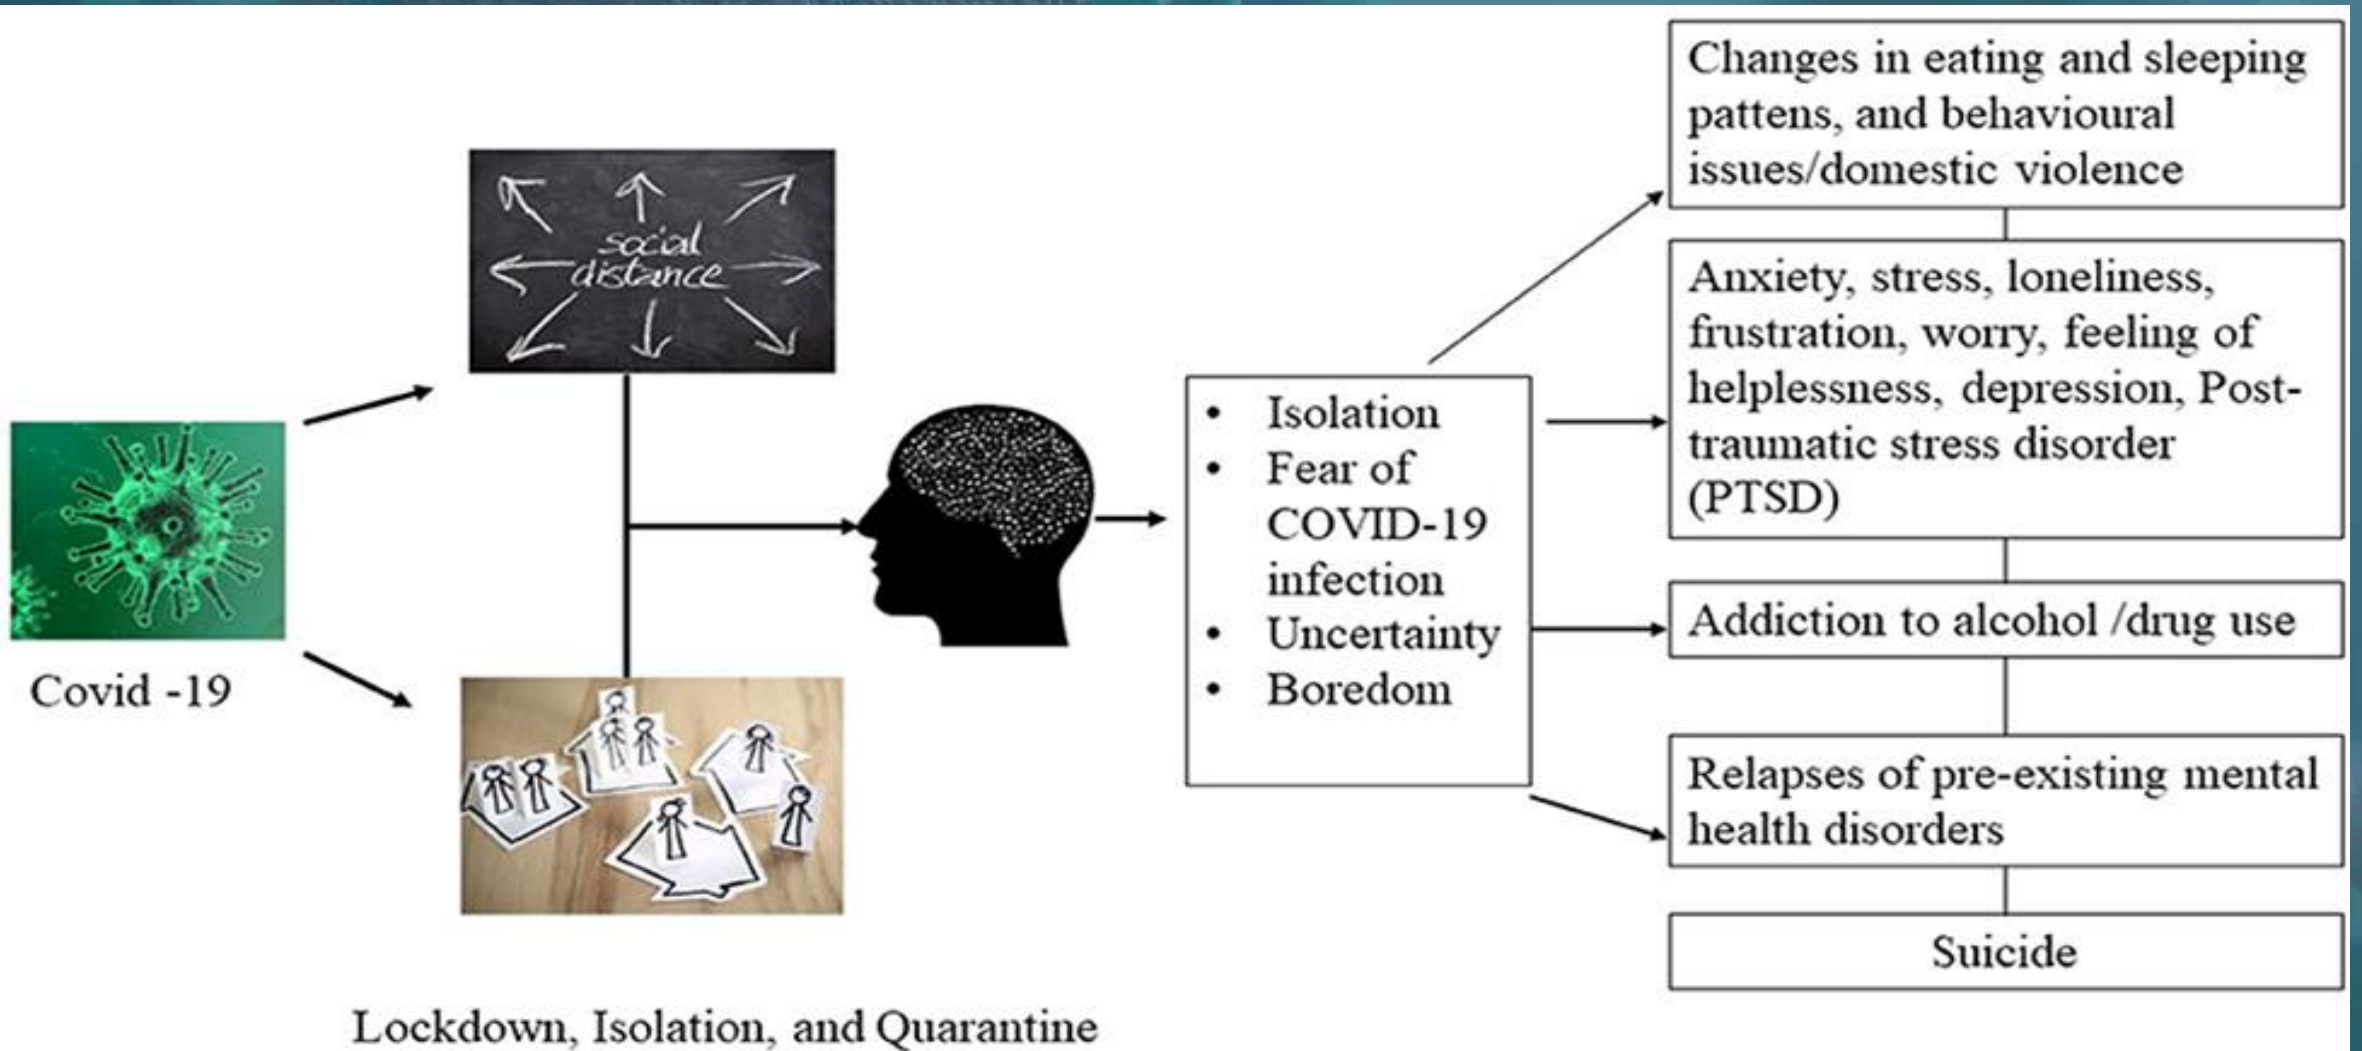 social
distance
Covid -19
Lockdown, Isolation, and Quarantine
• Isolation
• Fear of
COVID-19
infection
• Uncertainty
• Boredom
Changes in eating and sleeping
pattens, and behavioural
issues/domestic violence
Anxiety, stress, loneliness,
frustration, worry, feeling of
helplessness, depression, Post-
traumatic stress disorder
(PTSD)
Addiction to alcohol /drug use
Relapses of pre-existing mental
health disorders
Suicide